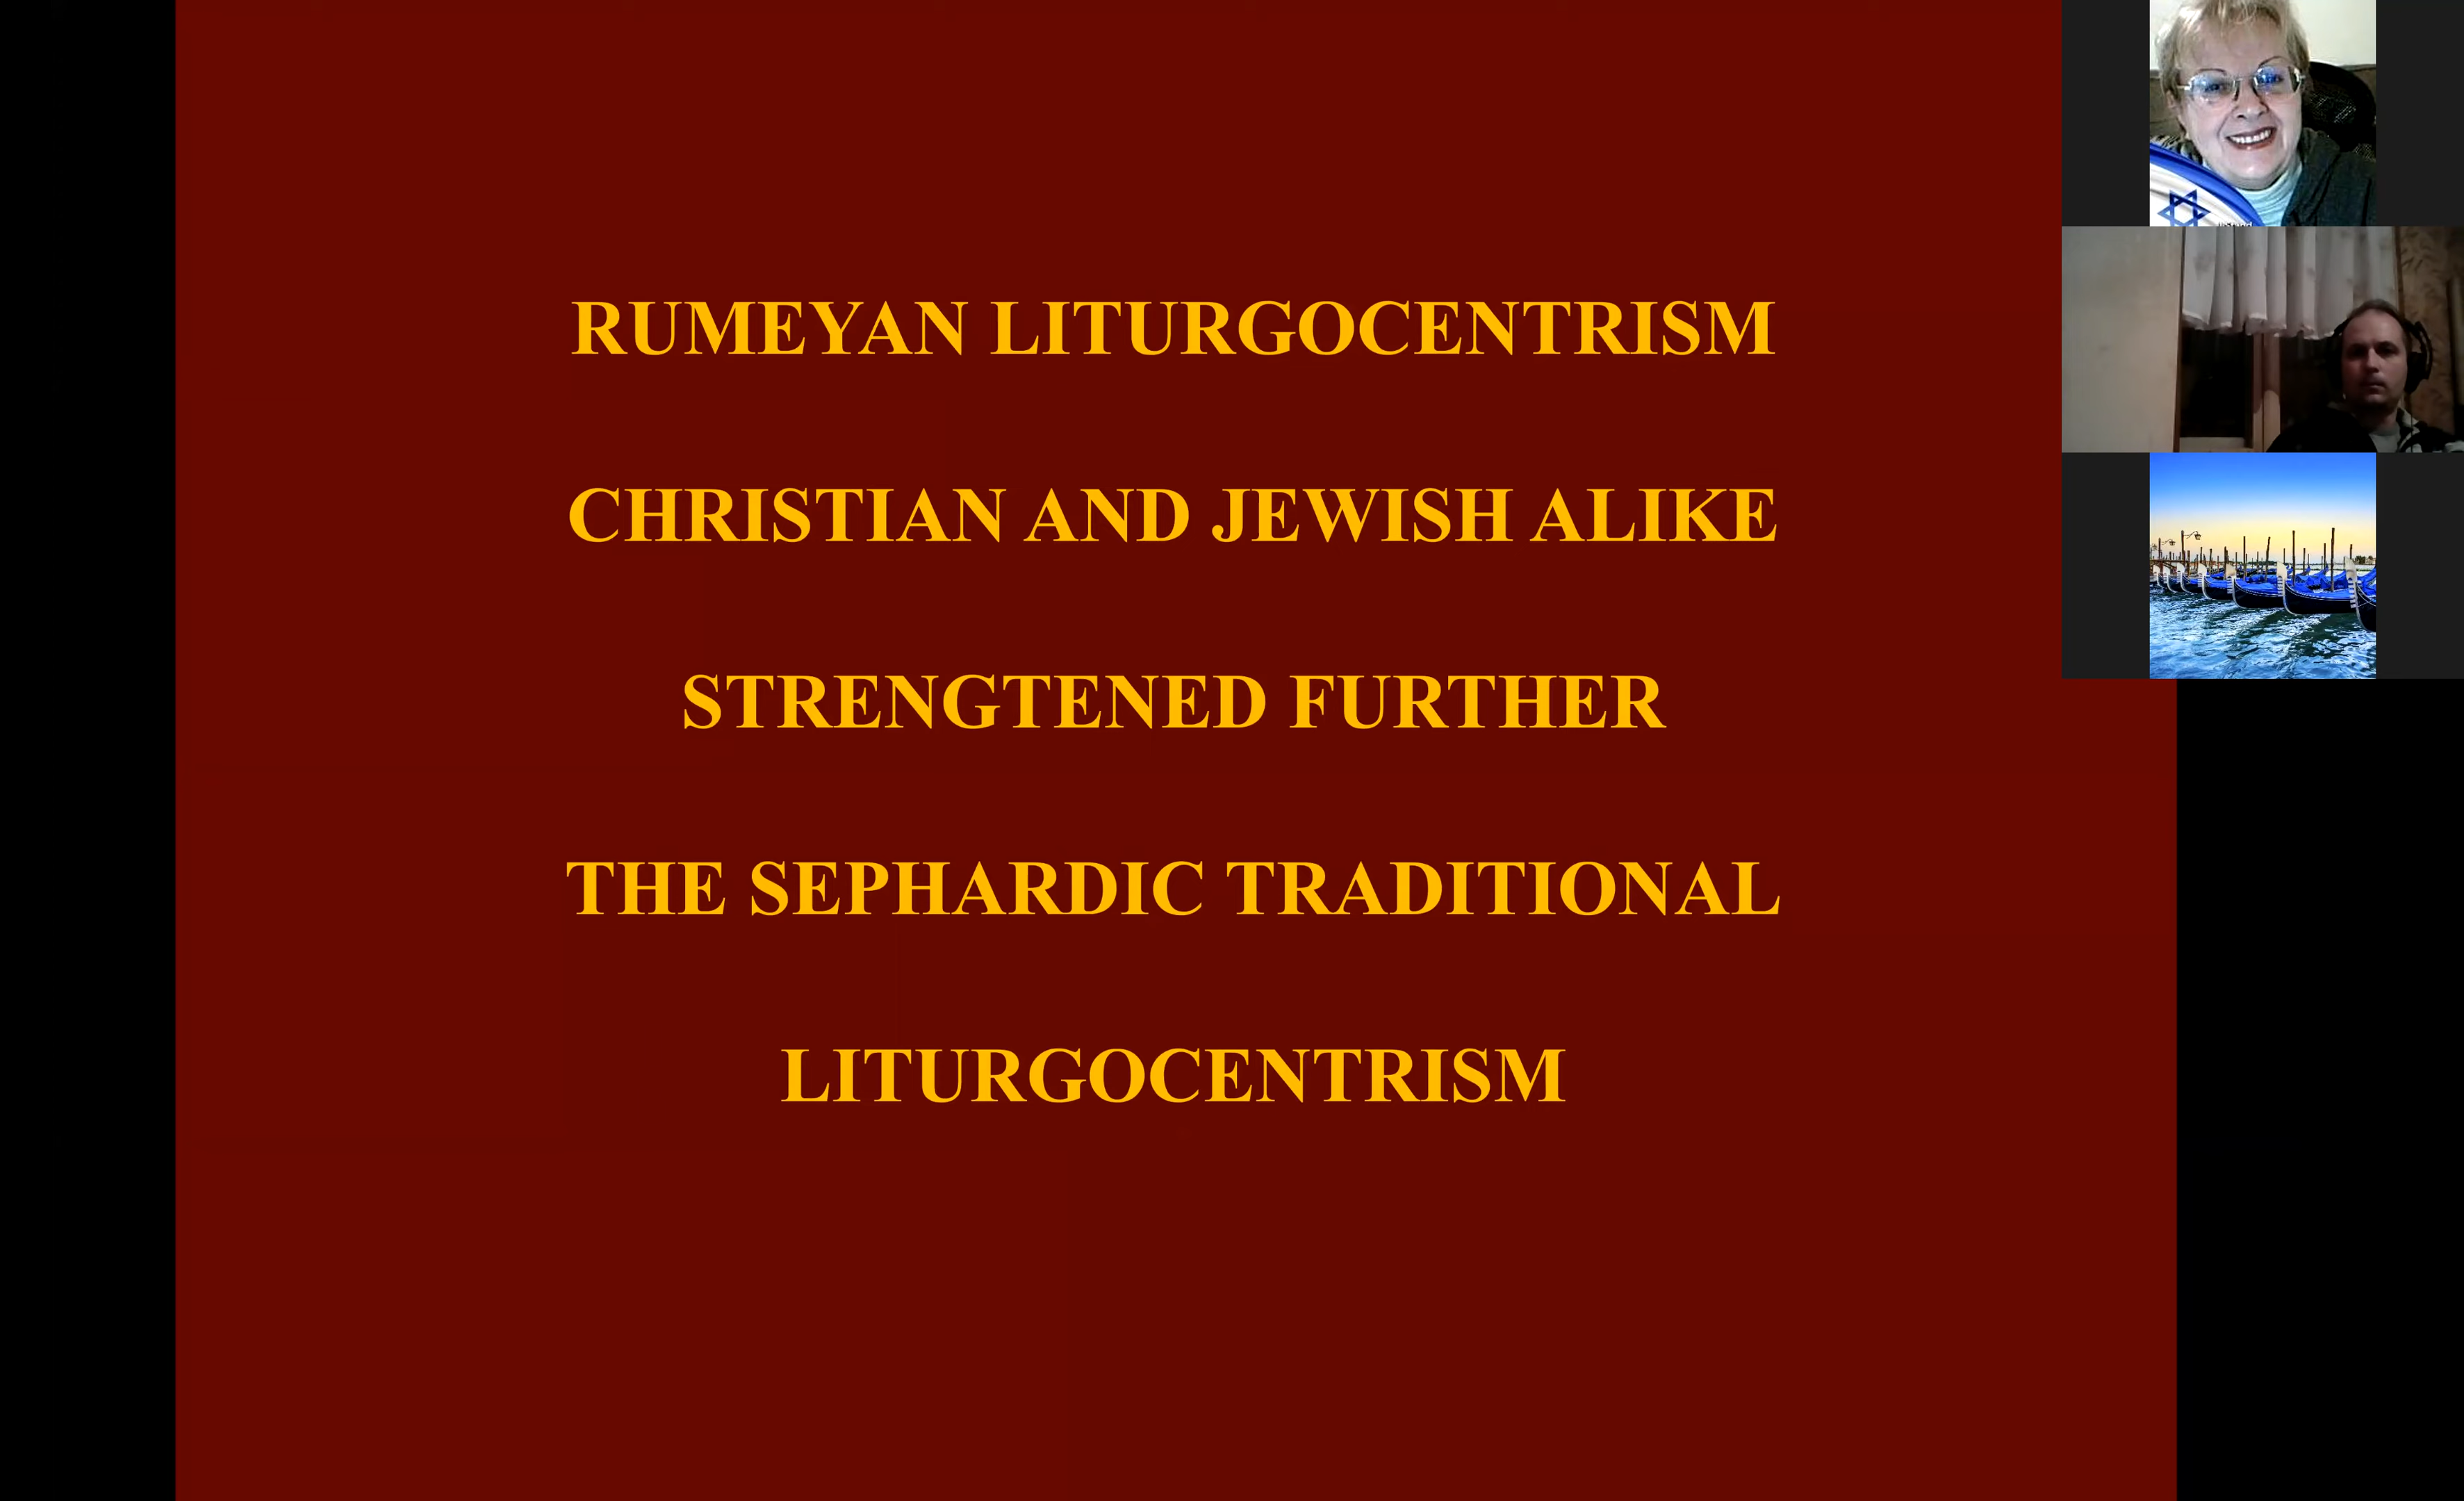 RUMEYAN LITURGOCENTRISM
CHRISTIAN AND JEWISH ALIKE
STRENGTENED FURTHER
THE SEPHARDIC TRADITIONAL
LITURGOCENTRISM